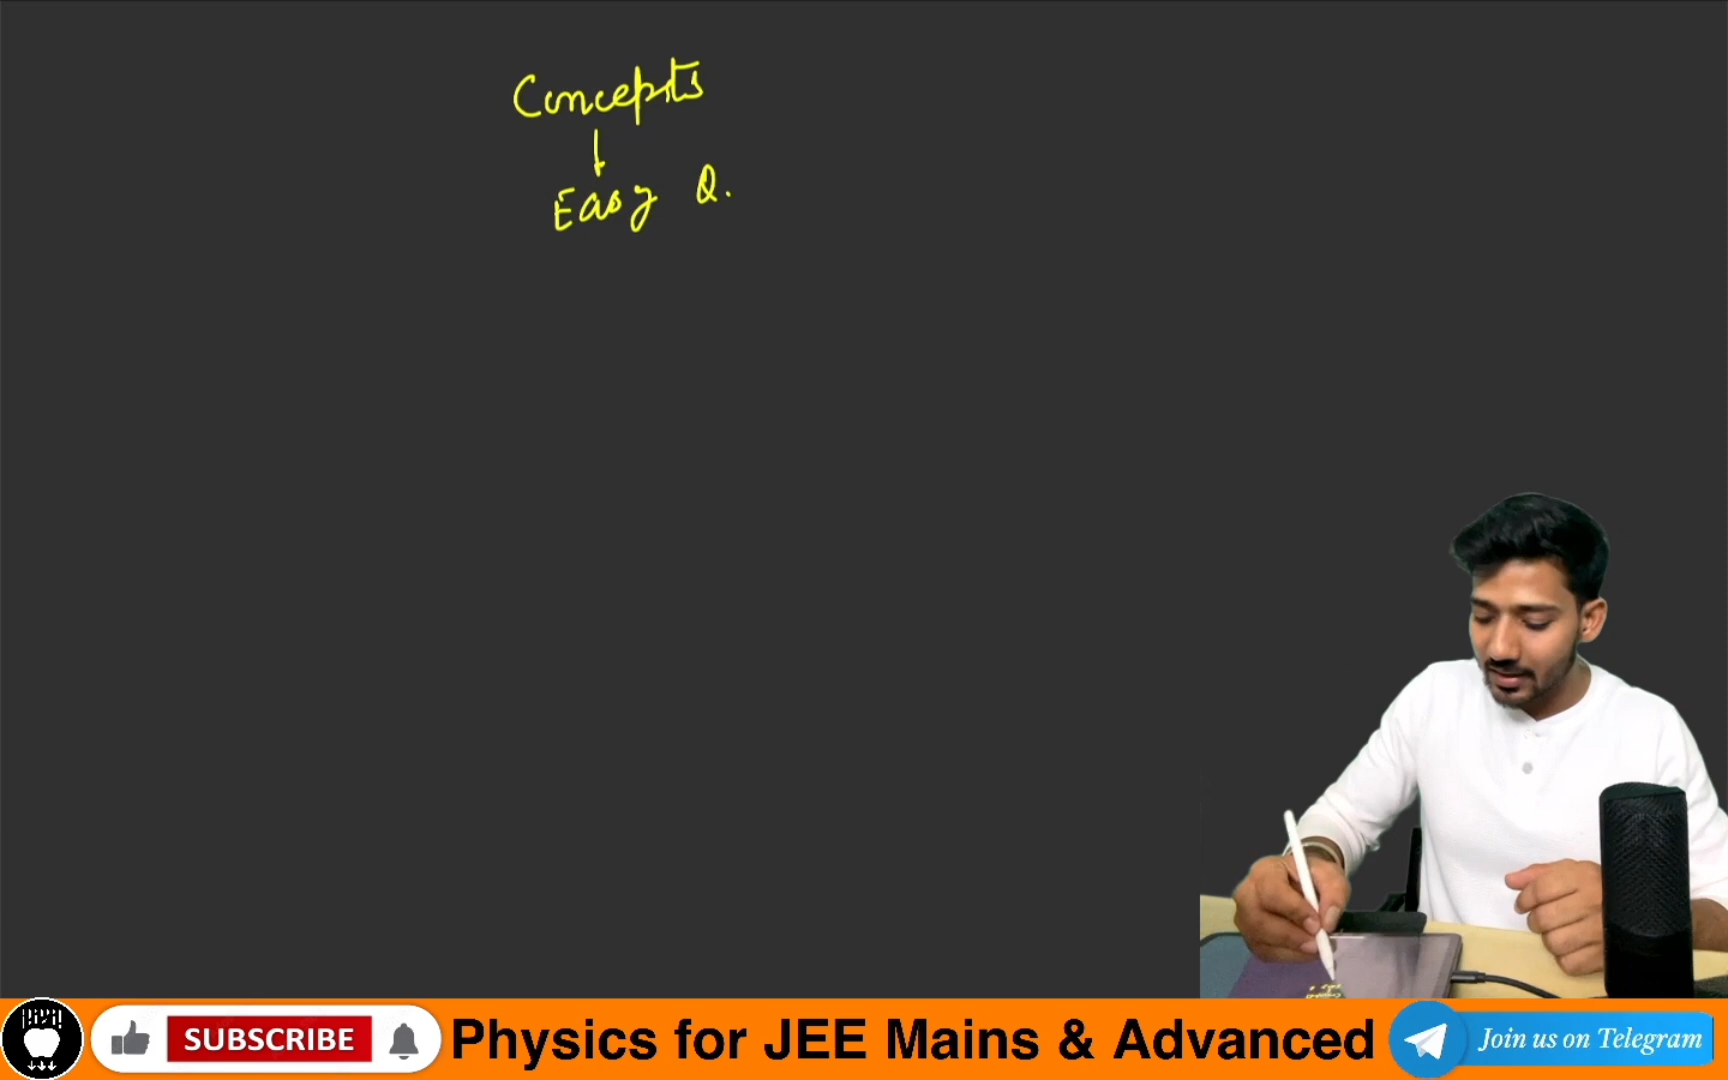 Concepts
Easy Q.
SUBSCRIBE
Physics for JEE Mains & Advanced
Join us on Telegram